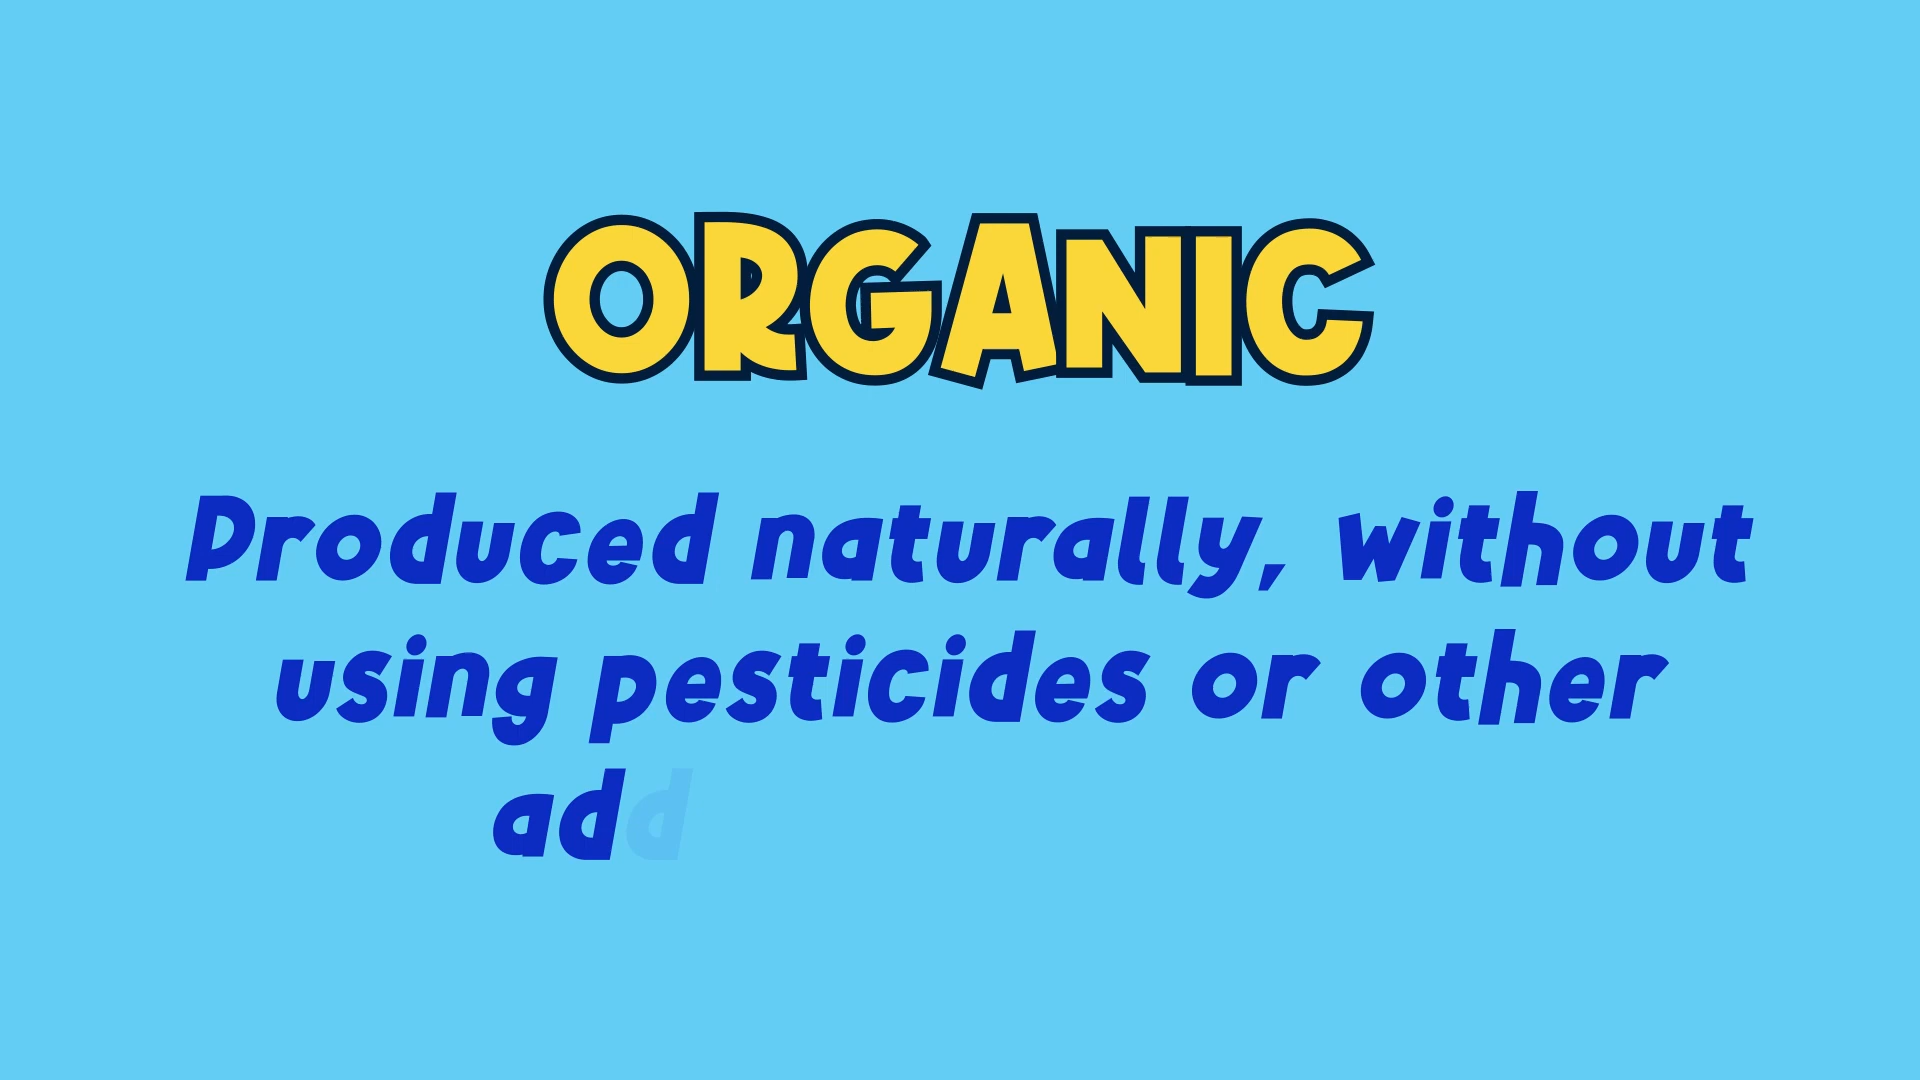 ORGANIC
Produced naturally, without
using pesticides or other
add